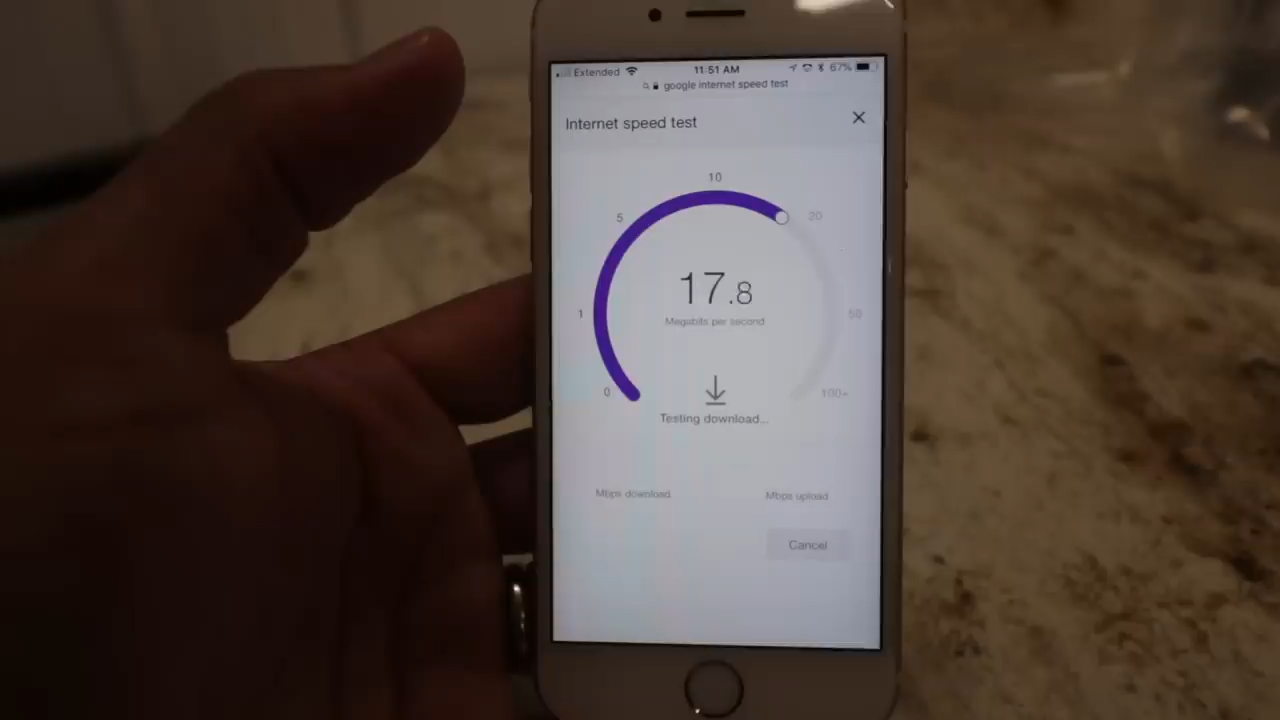 Extended 11:51 AM 67%
google internet speed test
Internet speed test
10
5 20
17.8
Megabits per second
1 50
0 100+
Testing download...
Mbps download Mbps upload
Cancel